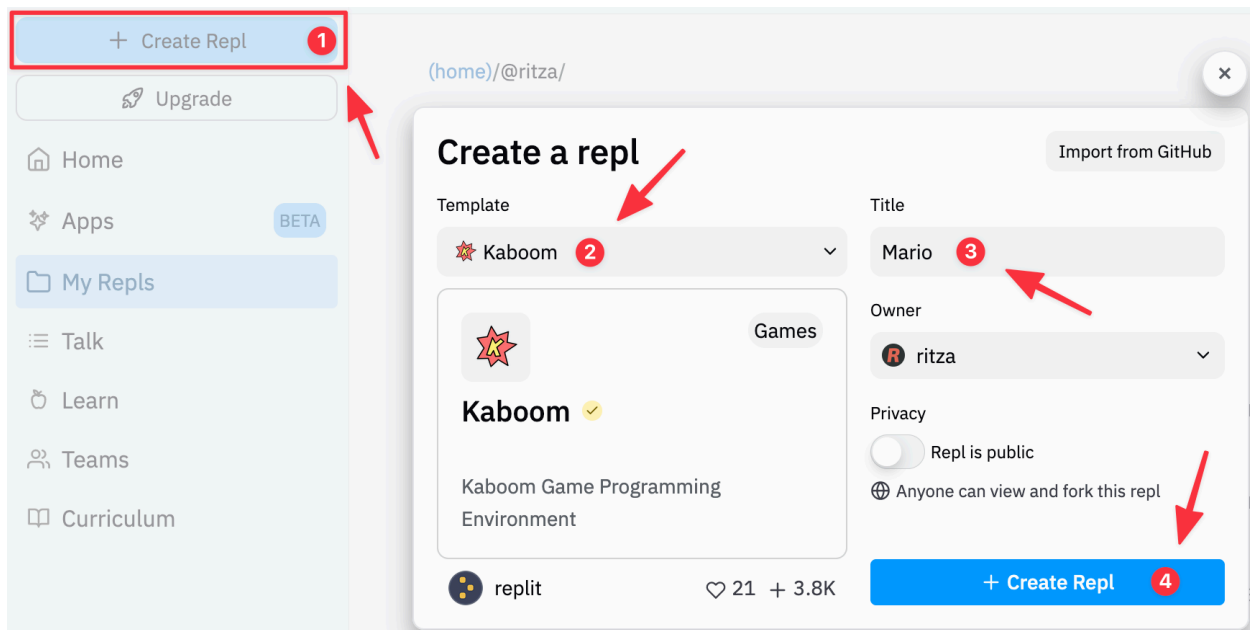 + Create Repl 1
Upgrade
Home
Apps BETA
My Repls
Talk
Learn
Teams
Curriculum
(home)/@ritza/
Create a repl
Import from GitHub
Template
Kaboom 2
Games
Kaboom
Kaboom Game Programming
Environment
replit 21 + 3.8K
Title
Mario 3
Owner
R ritza
Privacy
Repl is public
Anyone can view and fork this repl
+ Create Repl 4